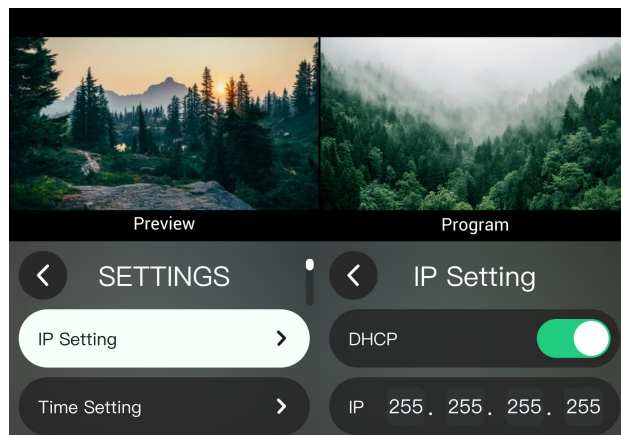 Preview
Program
SETTINGS
IP Setting
Time Setting
IP Setting
DHCP
IP 255. 255. 255. 255